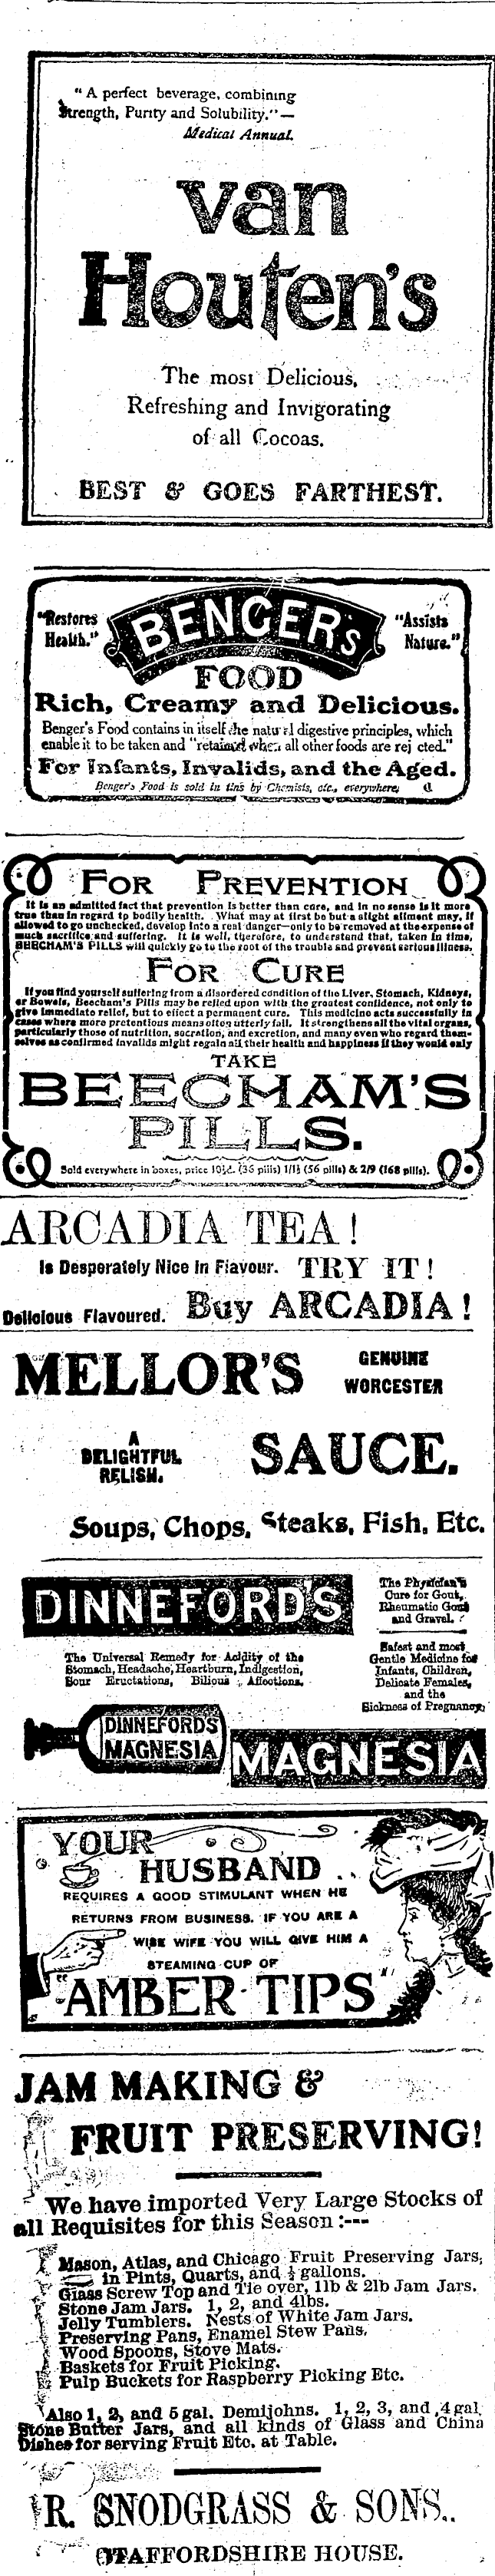 "A perfect beverage, combining
Strength, Purity and Solubility."—
Medical Annual.
van
Houten's
The most Delicious,
Refreshing and Invigorating
of all Cocoas.
BEST & GOES FARTHEST.
"Restores
Health."
BENGER'S
"Assists
Nature."
FOOD
Rich, Creamy and Delicious.
Benger's Food contains in itself the natural digestive principles, which
enable it to be taken and "retained when all other foods are rej cted."
For Infants, Invalids, and the Aged.
Benger's Food is sold in tins by Chemists, etc., everywhere,
FOR PREVENTION
It is an admitted fact that prevention is better than cure, and in no sense is it more
true than in regard to bodily health. What may at first be but a slight ailment may, if
allowed to go unchecked, develop into a real danger—only to be removed at the expense of
much sacrifice and suffering. It is well, therefore, to understand that, taken in time,
BEECHAM'S PILLS will quickly go to the root of the trouble and prevent serious illness.
FOR CURE
If you find yourself suffering from a disordered condition of the Liver, Stomach, Kidneys,
or Bowels, Beecham's Pills may be relied upon with the greatest confidence, not only to
give immediate relief, but to effect a permanent cure. This medicine acts successfully in
cases where more pretentious means often utterly fail. It strengthens all the vital organs,
particularly those of nutrition, secretion, and excretion, and many even who regard them-
selves as confirmed invalids might regain all their health and happiness if they would only
TAKE
BEECHAM'S
PILLS.
Sold everywhere in boxes, price 10½d. (36 pills) 1/1½ (56 pills) & 2/9 (168 pills).
ARCADIA TEA!
Is Desperately Nice in Flavour. TRY IT!
Delicious Flavoured. Buy ARCADIA!
MELLOR'S
GENUINE
WORCESTER
A
DELIGHTFUL
RELISH.
SAUCE.
Soups, Chops, Steaks, Fish, Etc.
DINNEFORD'S
The Physician's
Cure for Gout,
Rheumatic Gout
and Gravel.
The Universal Remedy for Acidity of the
Stomach, Headache, Heartburn, Indigestion,
Sour Eructations, Bilious Affections.
Safest and most
Gentle Medicine for
Infants, Children,
Delicate Females,
and the
Sickness of Pregnancy.
DINNEFORD'S
MAGNESIA
MAGNESIA
YOUR
HUSBAND
REQUIRES A GOOD STIMULANT WHEN HE
RETURNS FROM BUSINESS. IF YOU ARE A
WISE WIFE YOU WILL GIVE HIM A
STEAMING CUP OF
"AMBER TIPS"
JAM MAKING &
FRUIT PRESERVING!
We have imported Very Large Stocks of
all Requisites for this Season:---
Mason, Atlas, and Chicago Fruit Preserving Jars,
in Pints, Quarts, and ½ gallons.
Glass Screw Top and Tie over, 1lb & 2lb Jam Jars.
Stone Jam Jars. 1, 2, and 4lbs.
Jelly Tumblers. Nests of White Jam Jars.
Preserving Pans, Enamel Stew Pans,
Wood Spoons, Stove Mats.
Baskets for Fruit Picking.
Pulp Buckets for Raspberry Picking Etc.
Also 1, 2, and 5 gal. Demijohns. 1, 2, 3, and 4 gal.
Stone Butter Jars, and all kinds of Glass and China
Dishes for serving Fruit Etc. at Table.
R. SNODGRASS & SONS..
STAFFORDSHIRE HOUSE.